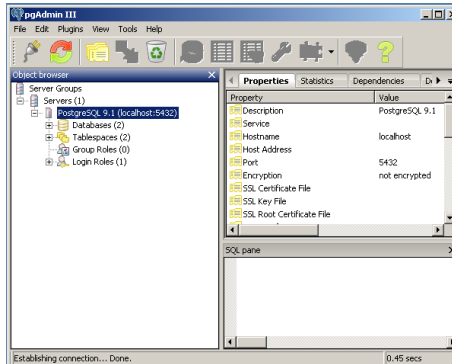 pgAdmin III
File Edit Plugins View Tools Help
Object browser
Server Groups
Servers (1)
PostgreSQL 9.1 (localhost:5432)
Databases (2)
Tablespaces (2)
Group Roles (0)
Login Roles (1)
Properties Statistics Dependencies
Property Value
Description PostgreSQL 9.1
Service
Hostname localhost
Host Address
Port 5432
Encryption not encrypted
SSL Certificate File
SSL Key File
SSL Root Certificate File
SQL pane
Establishing connection... Done. 0.45 secs